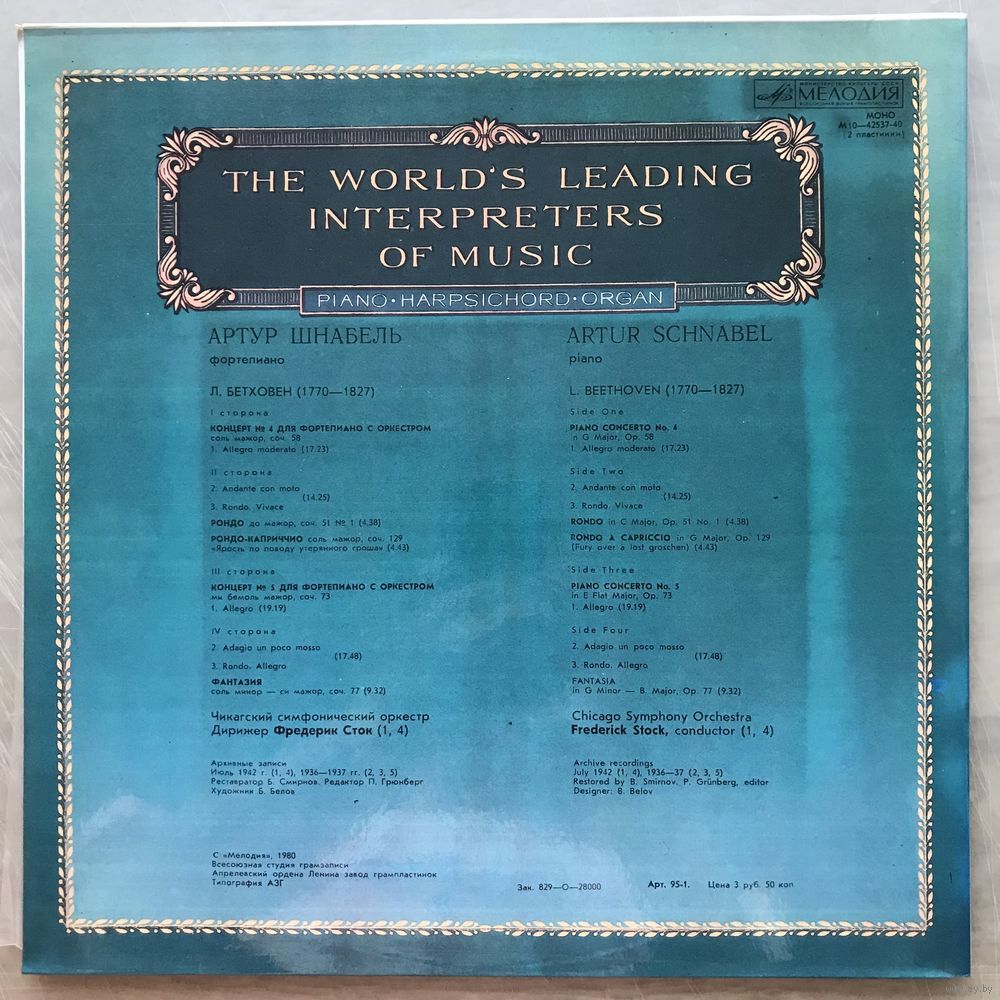 МИНИСТЕРСТВО КУЛЬТУРЫ СССР
МЕЛОДИЯ
ВСЕСОЮЗНАЯ ФИРМА ГРАМПЛАСТИНОК
МОНО
М10—42537-40
(2 пластинки)
THE WORLD'S LEADING
INTERPRETERS
OF MUSIC
PIANO·HARPSICHORD·ORGAN
АРТУР ШНАБЕЛЬ
фортепиано
Л. БЕТХОВЕН (1770—1827)
I сторона
КОНЦЕРТ № 4 ДЛЯ ФОРТЕПИАНО С ОРКЕСТРОМ
соль мажор, соч. 58
1. Allegro moderato (17.23)
II сторона
2. Andante con moto
(14.25)
3. Rondo. Vivace
РОНДО до мажор, соч. 51 № 1 (4.38)
РОНДО-КАПРИЧЧИО соль мажор, соч. 129
«Ярость по поводу утерянного гроша» (4.43)
III сторона
КОНЦЕРТ № 5 ДЛЯ ФОРТЕПИАНО С ОРКЕСТРОМ
ми бемоль мажор, соч. 73
1. Allegro (19.19)
IV сторона
2. Adagio un poco mosso
(17.48)
3. Rondo. Allegro
ФАНТАЗИЯ
соль минор — си мажор, соч. 77 (9.32)
Чикагский симфонический оркестр
Дирижер Фредерик Сток (1, 4)
Архивные записи
Июль 1942 г. (1, 4), 1936—1937 гг. (2, 3, 5)
Реставратор Б. Смирнов. Редактор П. Грюнберг
Художник Б. Белов
ARTUR SCHNABEL
piano
L. BEETHOVEN (1770—1827)
Side One
PIANO CONCERTO No. 4
in G Major, Op. 58
1. Allegro moderato (17.23)
Side Two
2. Andante con moto
(14.25)
3. Rondo. Vivace
RONDO in C Major, Op. 51 No. 1 (4.38)
RONDO A CAPRICCIO in G Major, Op. 129
(Fury over a lost groschen) (4.43)
Side Three
PIANO CONCERTO No. 5
in E Flat Major, Op. 73
1. Allegro (19.19)
Side Four
2. Adagio un poco mosso
(17.48)
3. Rondo. Allegro
FANTASIA
in G Minor — B. Major, Op. 77 (9.32)
Chicago Symphony Orchestra
Frederick Stock, conductor (1, 4)
Archive recordings
July 1942 (1, 4), 1936—37 (2, 3, 5)
Restored by B. Smirnov. P. Grünberg, editor
Designer: B. Belov
С «Мелодия», 1980
Всесоюзная студия грамзаписи
Апрелевский ордена Ленина завод грампластинок
Типография АЗГ
Зак. 829—О—28000
Арт. 95-1.
Цена 3 руб. 50 коп